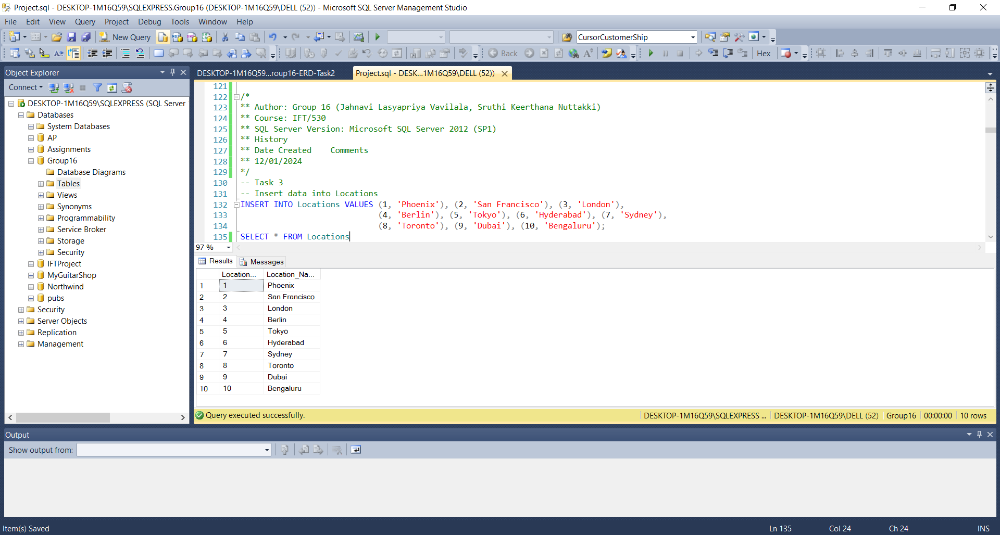 Project.sql - DESKTOP-1M16Q59\SQLEXPRESS.Group16 (DESKTOP-1M16Q59\DELL (52)) - Microsoft SQL Server Management Studio
File Edit View Query Project Debug Tools Window Help
New Query CursorCustomerShip
Back Hex
Object Explorer
Connect
DESKTOP-1M16Q59\SQLEXPRESS (SQL Server
Databases
System Databases
AP
Assignments
Group16
Database Diagrams
Tables
Views
Synonyms
Programmability
Service Broker
Storage
Security
IFTProject
MyGuitarShop
Northwind
pubs
Security
Server Objects
Replication
Management
DESKTOP-1M16Q59...roup16-ERD-Task2 Project.sql - DESK...1M16Q59\DELL (52))
121
122 /*
123 ** Author: Group 16 (Jahnavi Lasyapriya Vavilala, Sruthi Keerthana Nuttakki)
124 ** Course: IFT/530
125 ** SQL Server Version: Microsoft SQL Server 2012 (SP1)
126 ** History
127 ** Date Created    Comments
128 ** 12/01/2024
129 */
130 -- Task 3
131 -- Insert data into Locations
132 INSERT INTO Locations VALUES (1, 'Phoenix'), (2, 'San Francisco'), (3, 'London'),
133 (4, 'Berlin'), (5, 'Tokyo'), (6, 'Hyderabad'), (7, 'Sydney'),
134 (8, 'Toronto'), (9, 'Dubai'), (10, 'Bengaluru');
135 SELECT * FROM Locations
97 %
Results Messages
Location... Location_Na...
1 1 Phoenix
2 2 San Francisco
3 3 London
4 4 Berlin
5 5 Tokyo
6 6 Hyderabad
7 7 Sydney
8 8 Toronto
9 9 Dubai
10 10 Bengaluru
Query executed successfully. DESKTOP-1M16Q59\SQLEXPRESS ... DESKTOP-1M16Q59\DELL (52) Group16 00:00:00 10 rows
Output
Show output from:
Item(s) Saved Ln 135 Col 24 Ch 24 INS